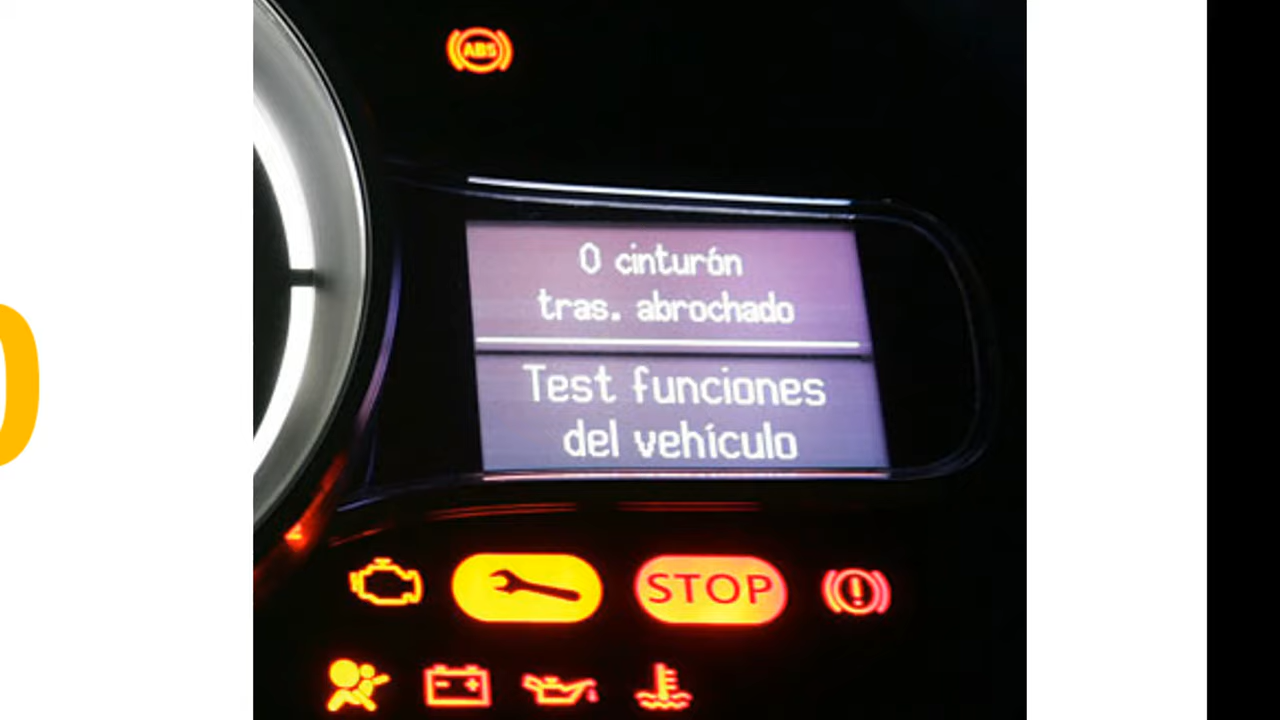 ABS
0 cinturón
tras. abrochado
Test funciones
del vehículo
STOP